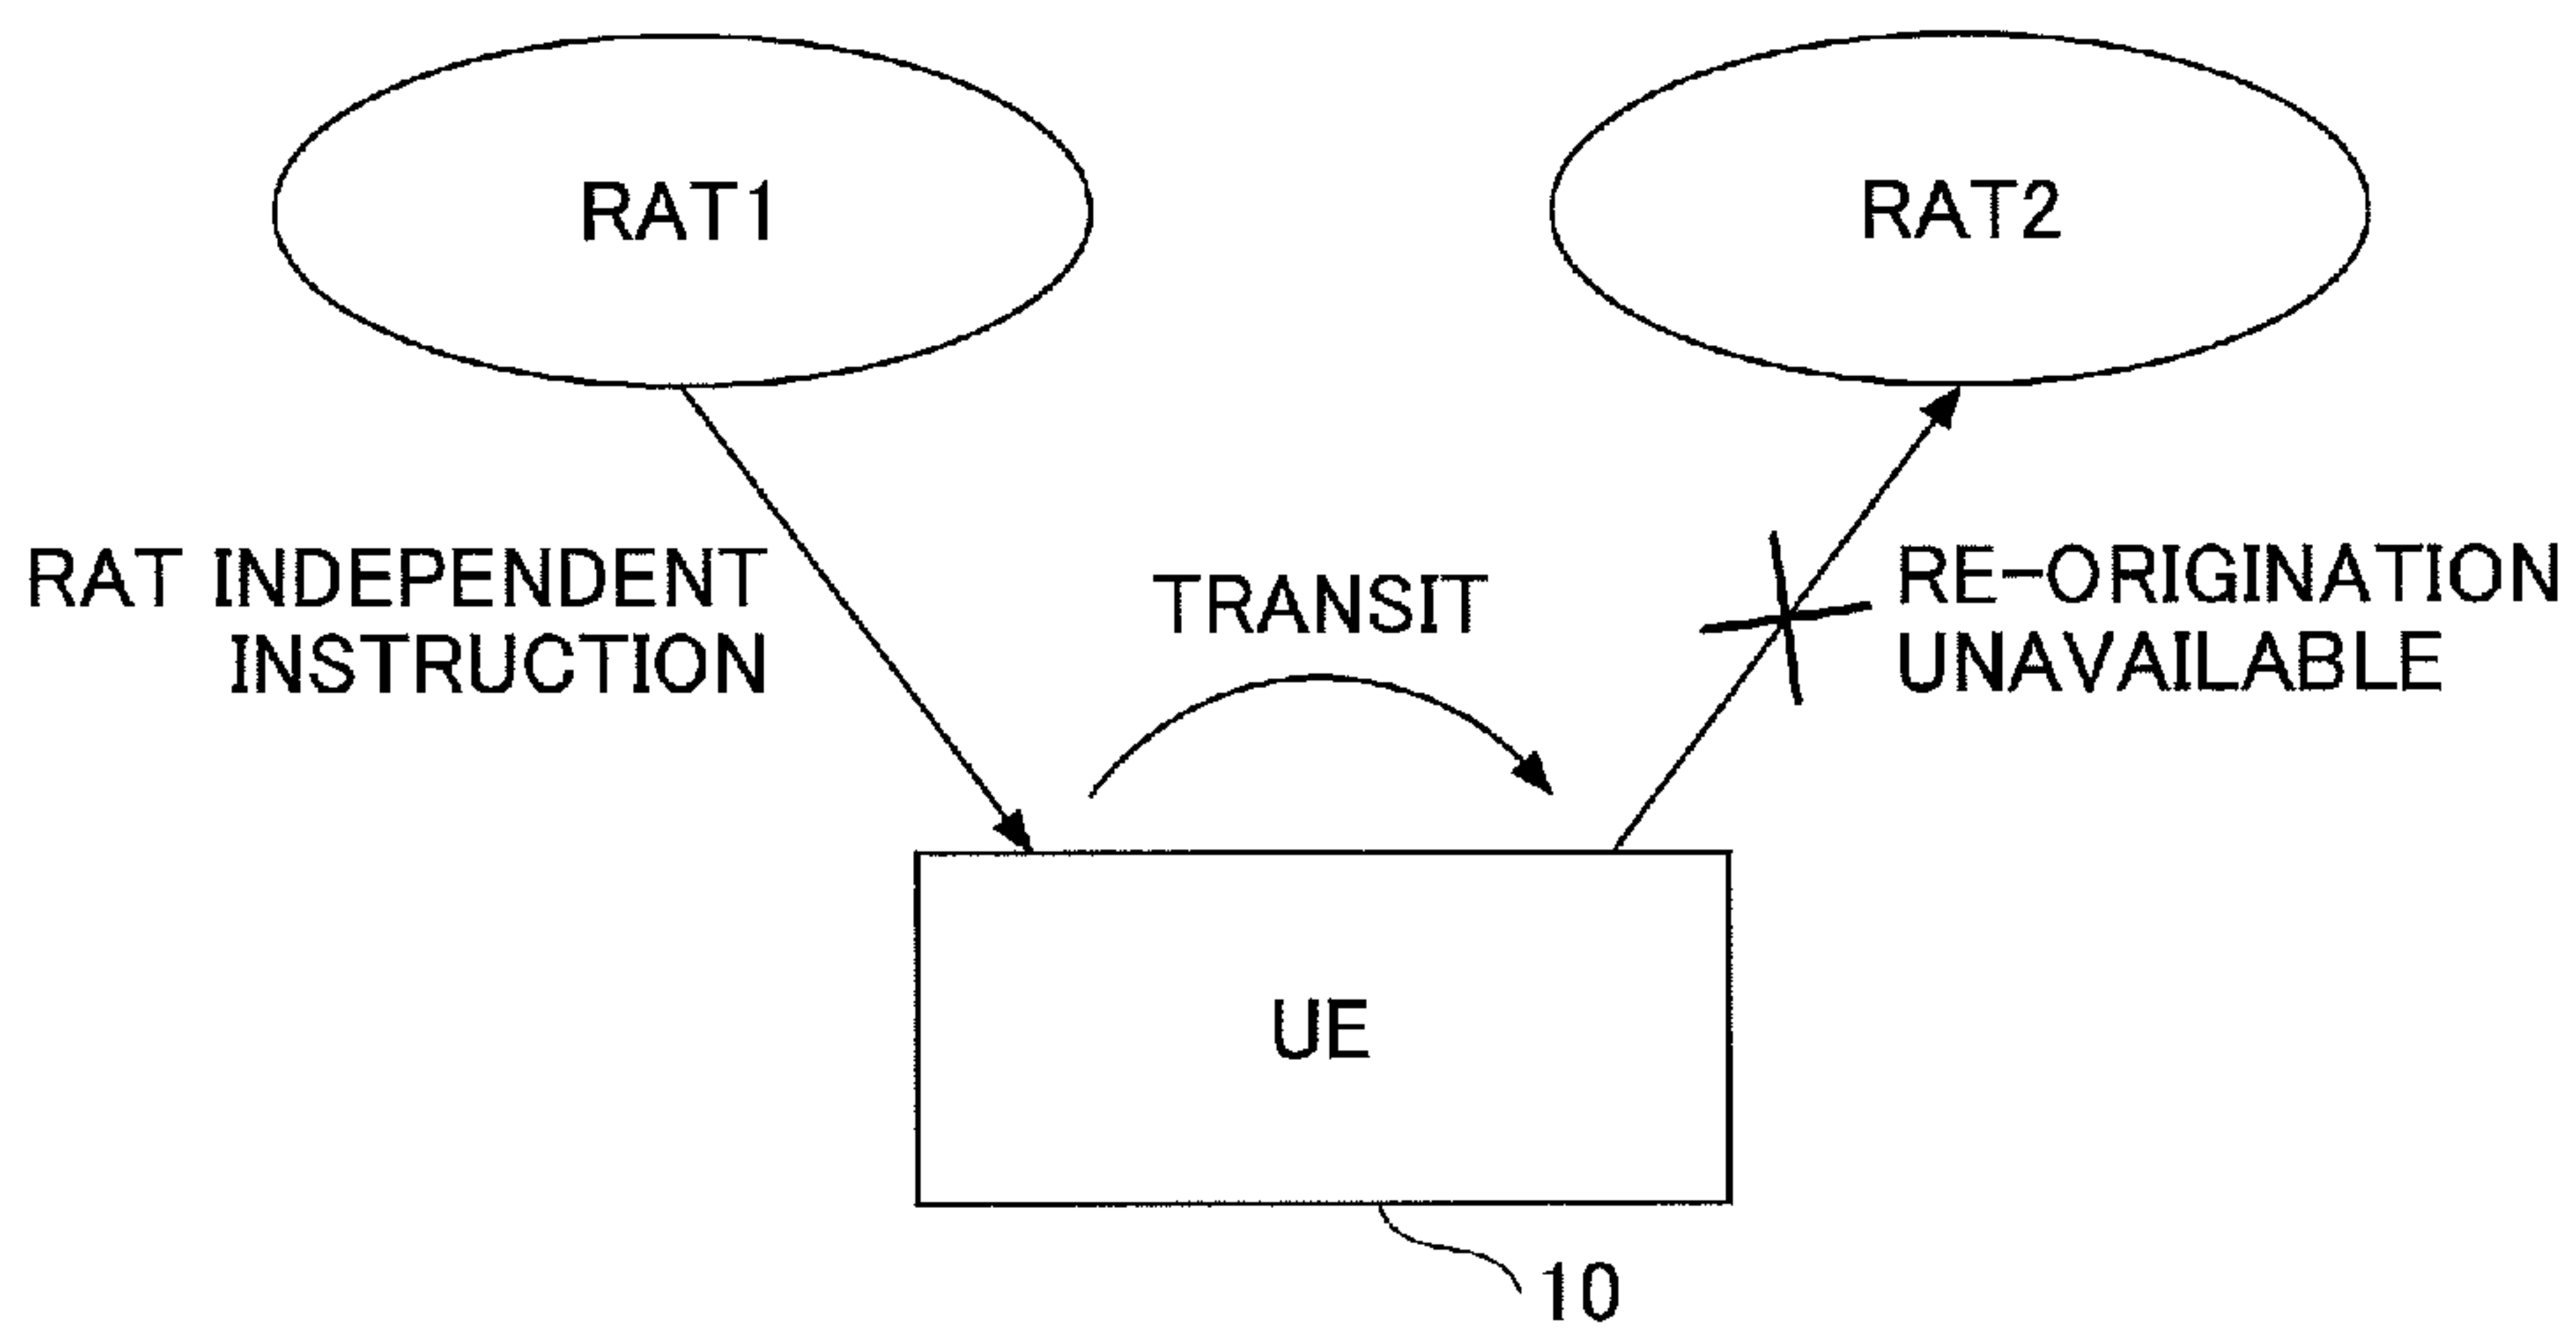 RAT1
RAT2
RAT INDEPENDENT
INSTRUCTION
TRANSIT
RE-ORIGINATION
UNAVAILABLE
UE
10